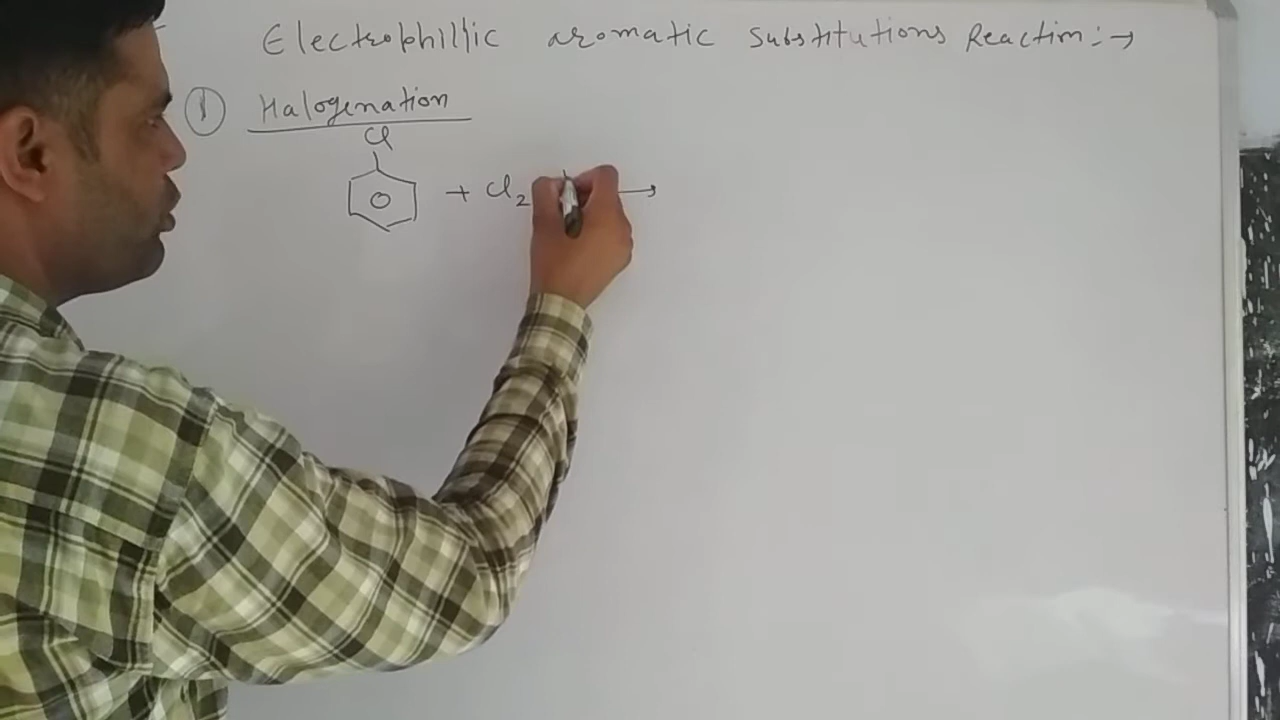 Electrophillic aromatic Substitutions Reaction :→
① Halogenation
Cl
+ Cl2 →